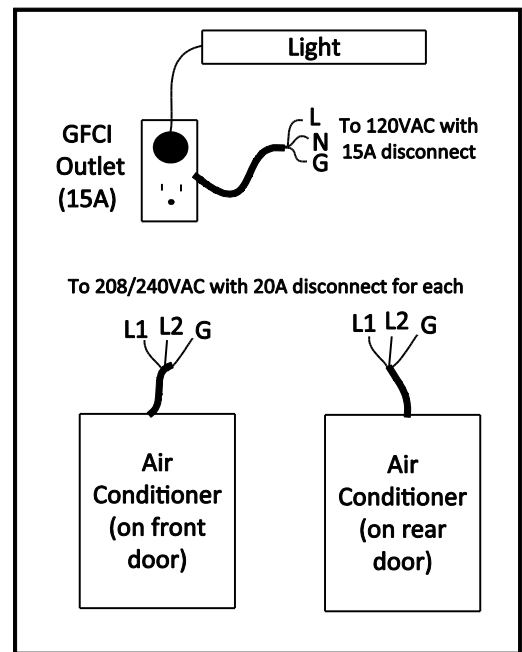 Light
GFCI
Outlet
(15A)
L
N
G
To 120VAC with
15A disconnect
To 208/240VAC with 20A disconnect for each
L1 L2 G
L1 L2 G
Air
Conditioner
(on front
door)
Air
Conditioner
(on rear
door)